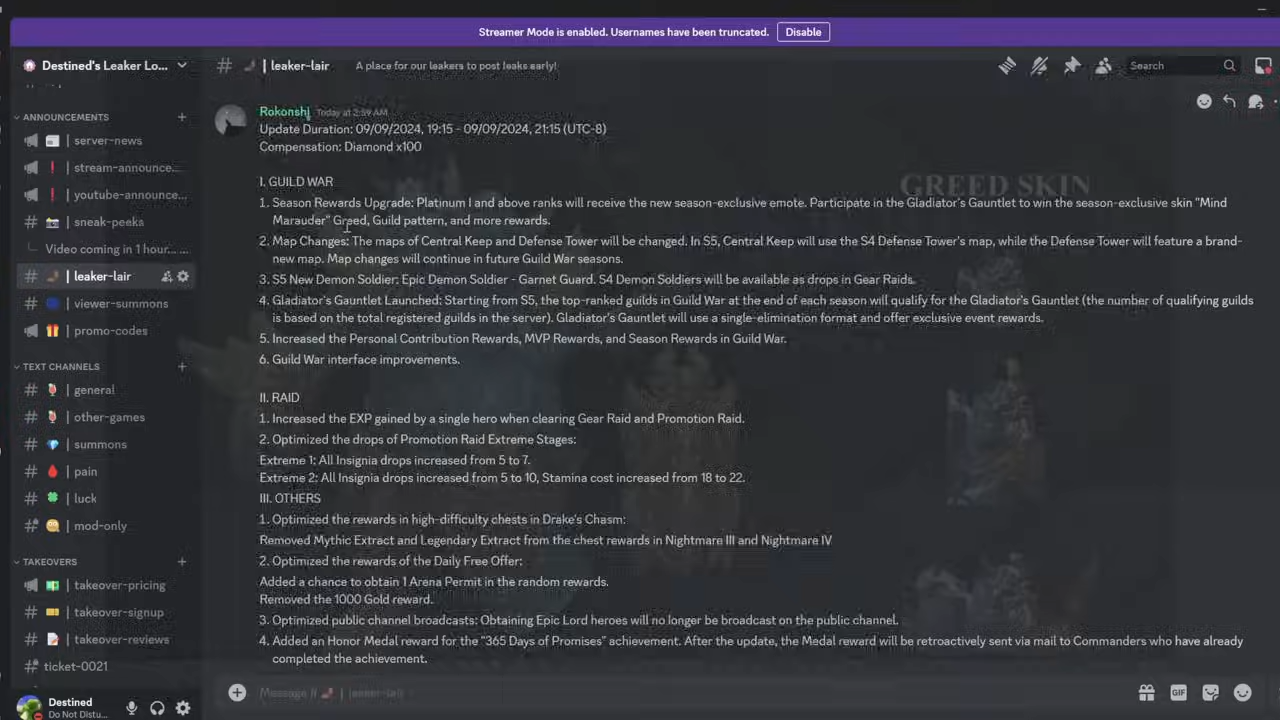 Streamer Mode is enabled. Usernames have been truncated. Disable
Destined's Leaker Lo...
# | leaker-lair A place for our leakers to post leaks early!
Search
ANNOUNCEMENTS
| server-news
| stream-announce...
| youtube-announce...
# | sneak-peeks
Video coming in 1 hour... ...
# | leaker-lair
# | viewer-summons
| promo-codes
TEXT CHANNELS
# | general
# | other-games
# | summons
# | pain
# | luck
# | mod-only
TAKEOVERS
| takeover-pricing
# | takeover-signup
# | takeover-reviews
# ticket-0021
Destined
Do Not Distu...
Rokonshi Today at 2:59 AM
Update Duration: 09/09/2024, 19:15 - 09/09/2024, 21:15 (UTC-8)
Compensation: Diamond x100
I. GUILD WAR
1. Season Rewards Upgrade: Platinum I and above ranks will receive the new season-exclusive emote. Participate in the Gladiator's Gauntlet to win the season-exclusive skin "Mind
Marauder" Greed, Guild pattern, and more rewards.
2. Map Changes: The maps of Central Keep and Defense Tower will be changed. In S5, Central Keep will use the S4 Defense Tower's map, while the Defense Tower will feature a brand-
new map. Map changes will continue in future Guild War seasons.
3. S5 New Demon Soldier: Epic Demon Soldier - Garnet Guard. S4 Demon Soldiers will be available as drops in Gear Raids.
4. Gladiator's Gauntlet Launched: Starting from S5, the top-ranked guilds in Guild War at the end of each season will qualify for the Gladiator's Gauntlet (the number of qualifying guilds
is based on the total registered guilds in the server). Gladiator's Gauntlet will use a single-elimination format and offer exclusive event rewards.
5. Increased the Personal Contribution Rewards, MVP Rewards, and Season Rewards in Guild War.
6. Guild War interface improvements.
II. RAID
1. Increased the EXP gained by a single hero when clearing Gear Raid and Promotion Raid.
2. Optimized the drops of Promotion Raid Extreme Stages:
Extreme 1: All Insignia drops increased from 5 to 7.
Extreme 2: All Insignia drops increased from 5 to 10, Stamina cost increased from 18 to 22.
III. OTHERS
1. Optimized the rewards in high-difficulty chests in Drake's Chasm:
Removed Mythic Extract and Legendary Extract from the chest rewards in Nightmare III and Nightmare IV
2. Optimized the rewards of the Daily Free Offer:
Added a chance to obtain 1 Arena Permit in the random rewards.
Removed the 1000 Gold reward.
3. Optimized public channel broadcasts: Obtaining Epic Lord heroes will no longer be broadcast on the public channel.
4. Added an Honor Medal reward for the "365 Days of Promises" achievement. After the update, the Medal reward will be retroactively sent via mail to Commanders who have already
completed the achievement.
GREED SKIN
Message # | leaker-lair
GIF